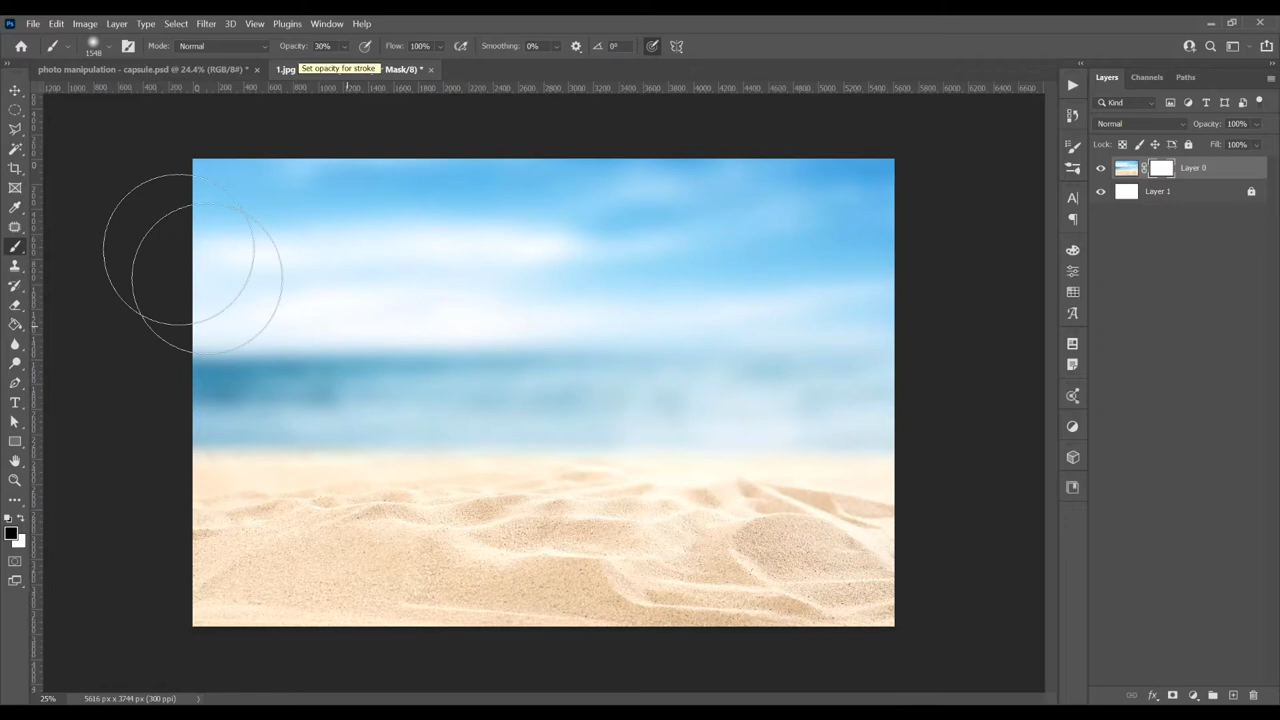 Ps File Edit Image Layer Type Select Filter 3D View Plugins Window Help
1548 Mode: Normal Opacity: 30% Flow: 100% Smoothing: 0% 0°
photo manipulation - capsule.psd @ 24.4% (RGB/8#) * × 1.jpg Mask/8) * ×
Set opacity for stroke
1200 1000 800 600 400 200 0 200 400 600 800 1000 1200 1400 1600 1800 2000 2200 2400 2600 2800 3000 3200 3400 3600 3800 4000 4200 4400 4600 4800 5000 5200 5400 5600 5800 6000 6200 6400 6600
Layers Channels Paths
Kind
Normal Opacity: 100%
Lock: Fill: 100%
Layer 0
Layer 1
25% 5616 px x 3744 px (300 ppi)